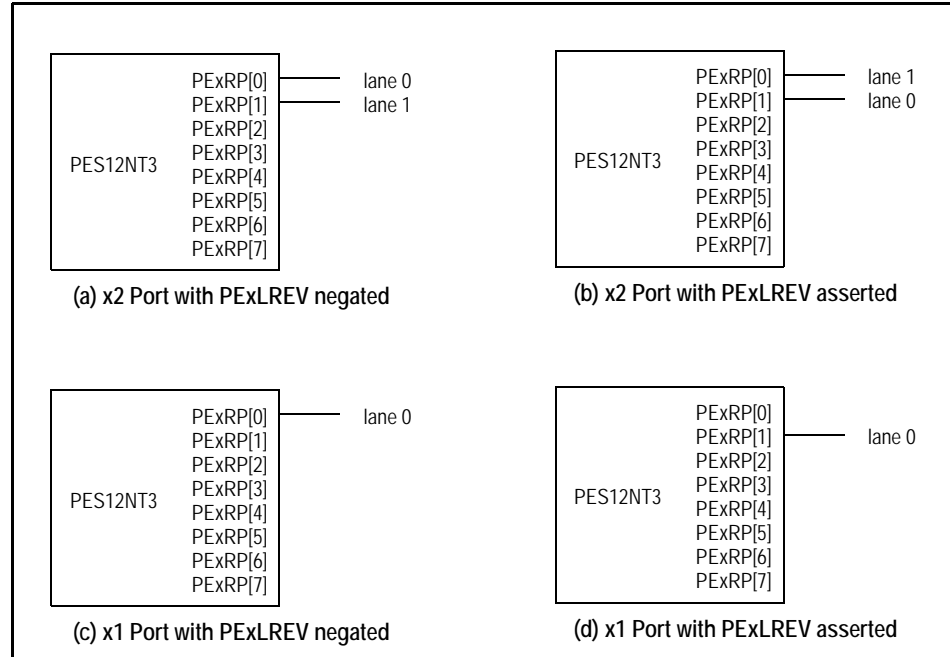 PES12NT3
PExRP[0] lane 0
PExRP[1] lane 1
PExRP[2]
PExRP[3]
PExRP[4]
PExRP[5]
PExRP[6]
PExRP[7]
(a) x2 Port with PExLREV negated
PES12NT3
PExRP[0] lane 1
PExRP[1] lane 0
PExRP[2]
PExRP[3]
PExRP[4]
PExRP[5]
PExRP[6]
PExRP[7]
(b) x2 Port with PExLREV asserted
PES12NT3
PExRP[0] lane 0
PExRP[1]
PExRP[2]
PExRP[3]
PExRP[4]
PExRP[5]
PExRP[6]
PExRP[7]
(c) x1 Port with PExLREV negated
PES12NT3
PExRP[0]
PExRP[1] lane 0
PExRP[2]
PExRP[3]
PExRP[4]
PExRP[5]
PExRP[6]
PExRP[7]
(d) x1 Port with PExLREV asserted